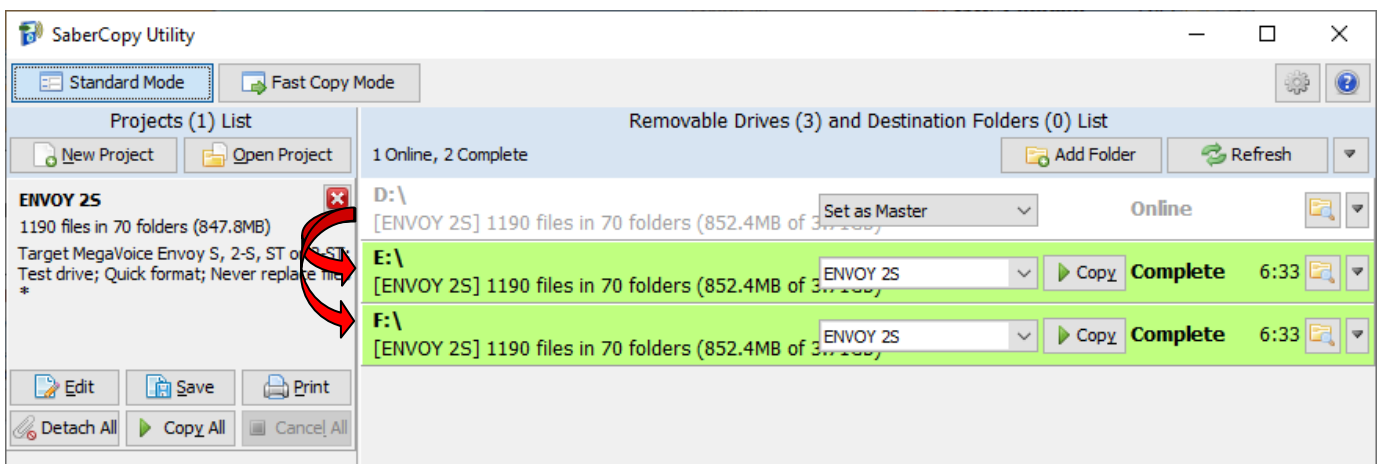 SaberCopy Utility
Standard Mode
Fast Copy Mode
Projects (1) List
Removable Drives (3) and Destination Folders (0) List
New Project
Open Project
1 Online, 2 Complete
Add Folder
Refresh
ENVOY 2S
1190 files in 70 folders (847.8MB)
Target MegaVoice Envoy S, 2-S, ST or
Test drive; Quick format; Never replace
*
D:\
[ENVOY 2S] 1190 files in 70 folders (852.4MB of
Set as Master
Online
E:\
[ENVOY 2S] 1190 files in 70 folders (852.4MB of
ENVOY 2S
Copy
Complete
6:33
F:\
[ENVOY 2S] 1190 files in 70 folders (852.4MB of
ENVOY 2S
Copy
Complete
6:33
Edit
Save
Print
Detach All
Copy All
Cancel All